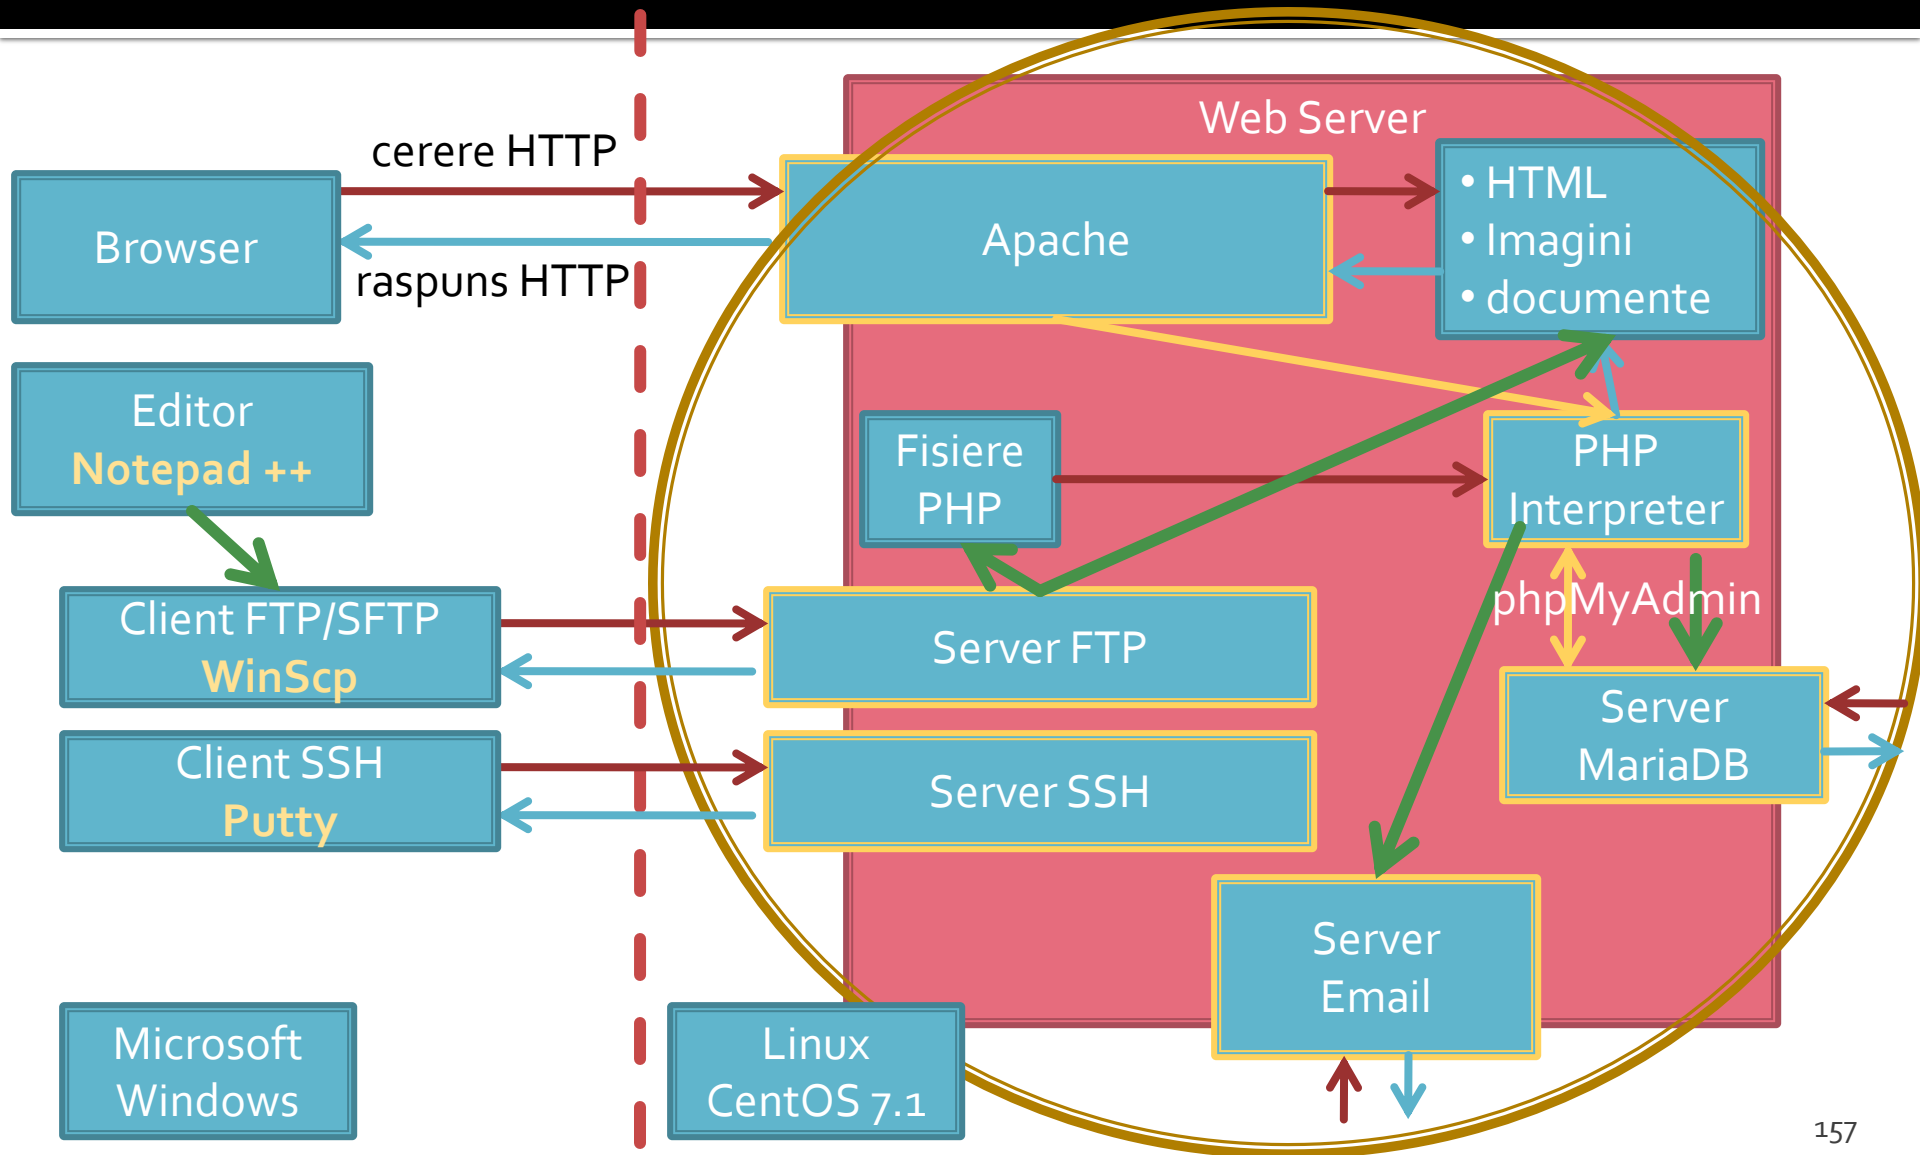 Web Server
cerere HTTP
raspuns HTTP
Browser
Apache
• HTML
• Imagini
• documente
Editor
Notepad ++
Fisiere
PHP
PHP
Interpreter
phpMyAdmin
Client FTP/SFTP
WinScp
Server FTP
Server
MariaDB
Client SSH
Putty
Server SSH
Server
Email
Microsoft
Windows
Linux
CentOS 7.1
157